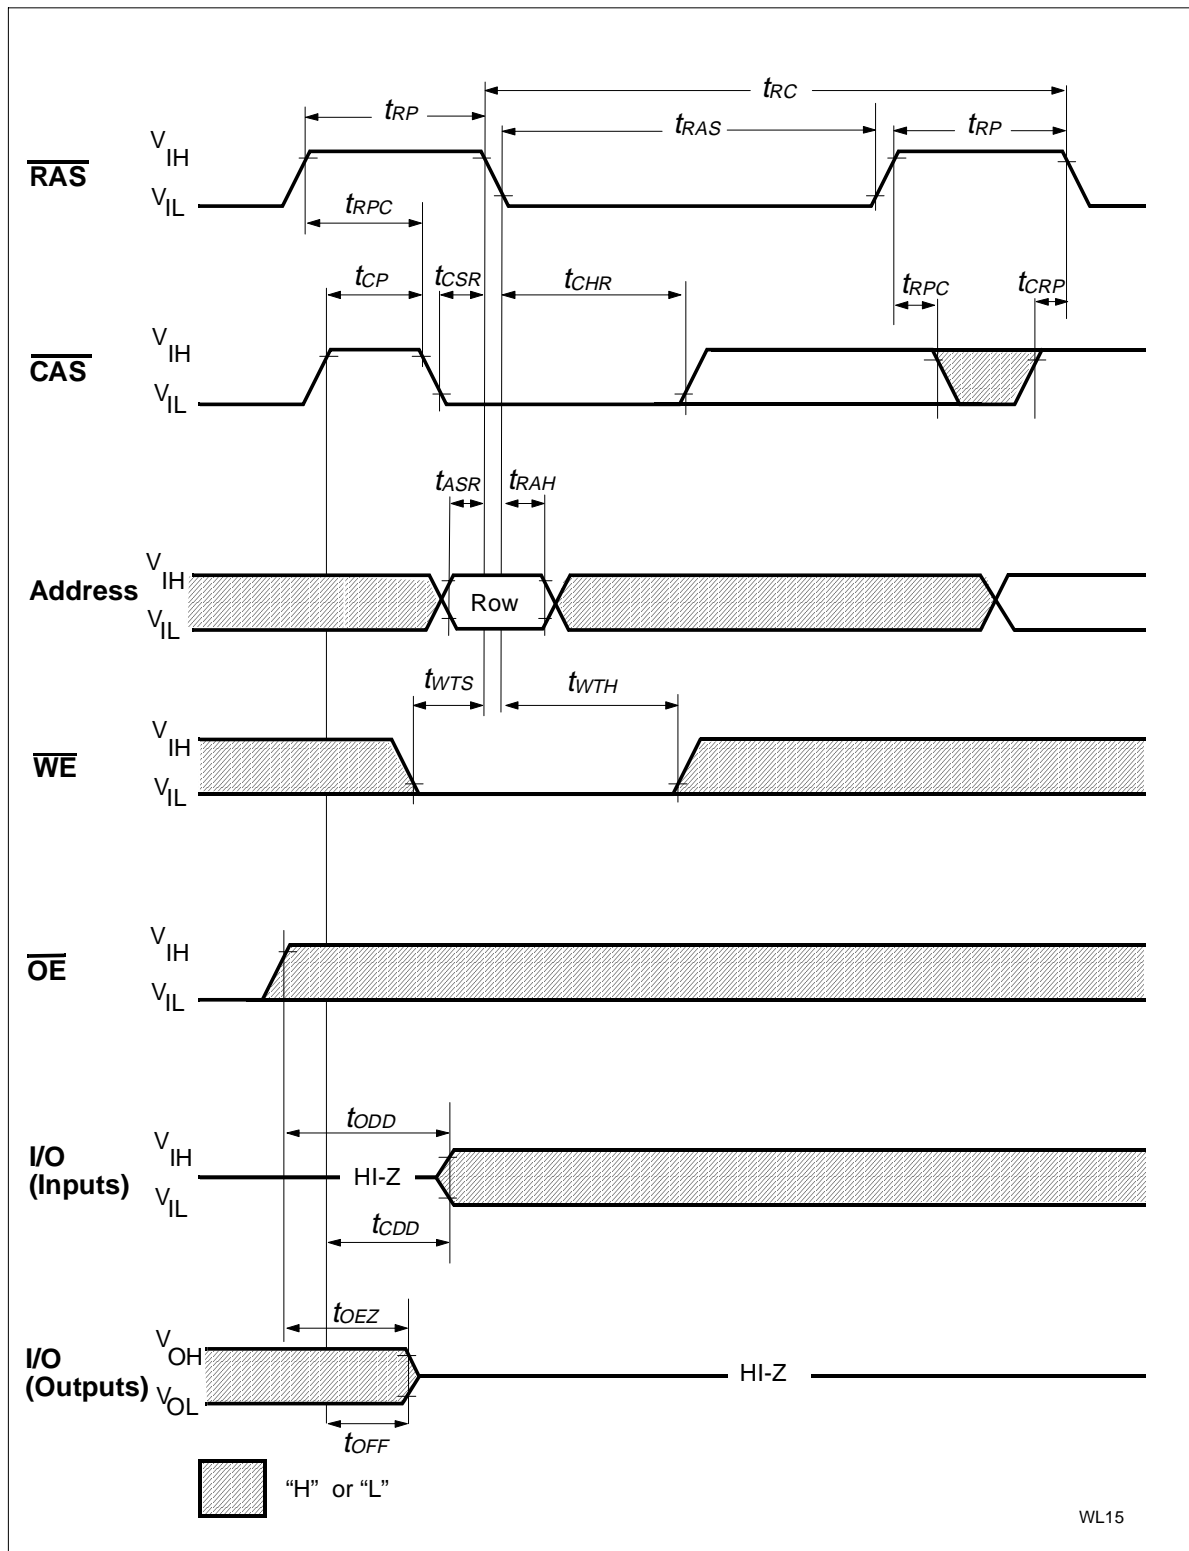 tRC
tRP
tRAS
tRP
RAS
VIH
VIL
tRPC
tCP
tCSR
tCHR
tRPC
tCRP
CAS
VIH
VIL
tASR
tRAH
Address
VIH
VIL
Row
tWTS
tWTH
WE
VIH
VIL
OE
VIH
VIL
tODD
I/O
(Inputs)
VIH
VIL
HI-Z
tCDD
tOEZ
I/O
(Outputs)
VOH
VOL
HI-Z
tOFF
“H” or “L”
WL15